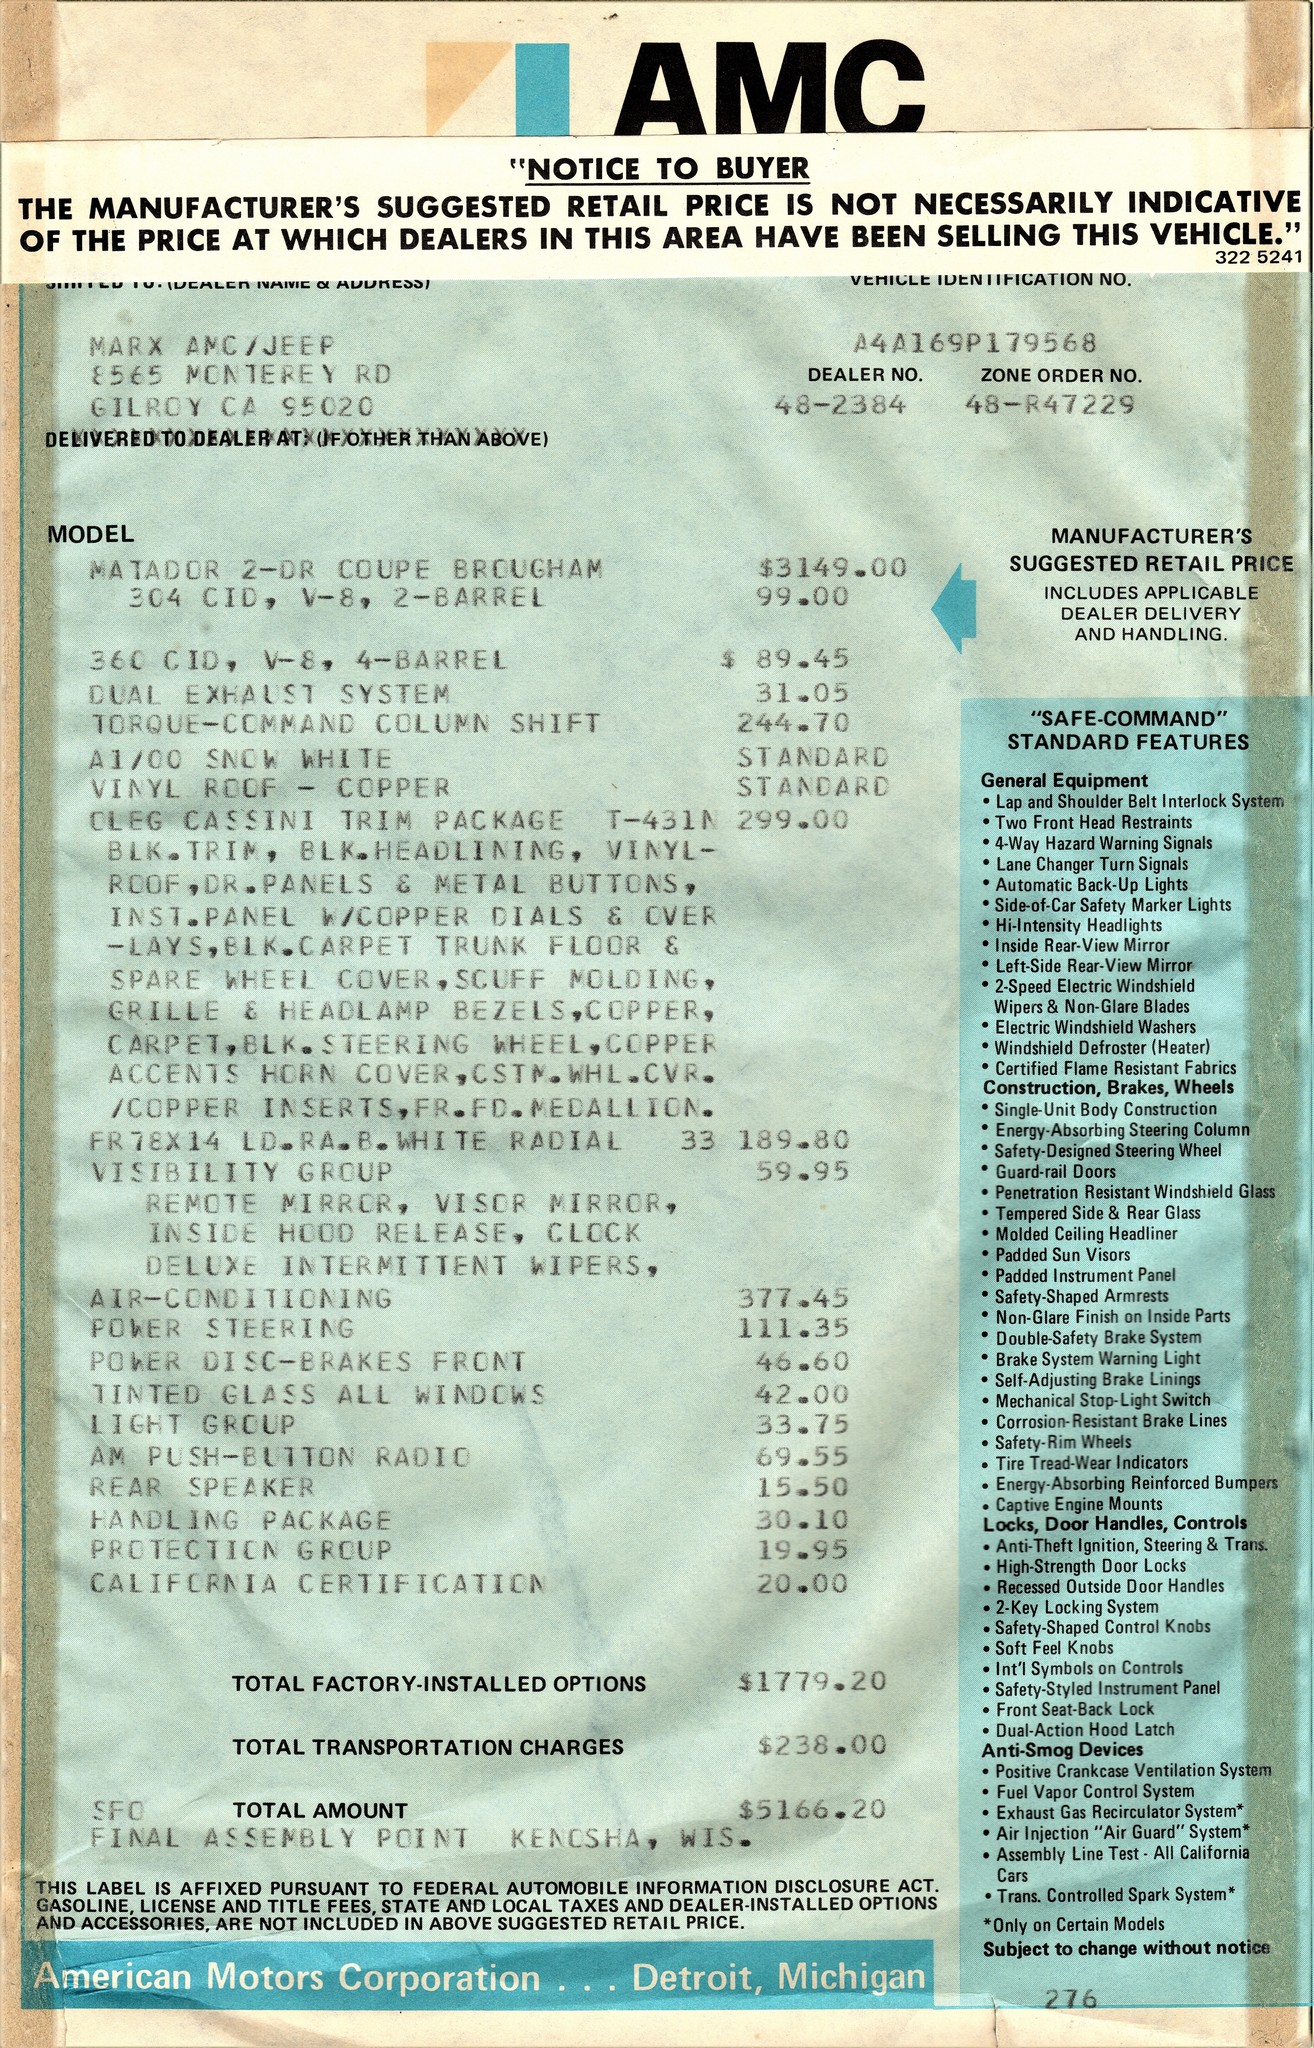 AMC
"NOTICE TO BUYER
THE MANUFACTURER'S SUGGESTED RETAIL PRICE IS NOT NECESSARILY INDICATIVE
OF THE PRICE AT WHICH DEALERS IN THIS AREA HAVE BEEN SELLING THIS VEHICLE."
322 5241
SHIPPED TO: (DEALER NAME & ADDRESS)
VEHICLE IDENTIFICATION NO.
MARX AMC/JEEP
8565 MONTEREY RD
GILROY CA 95020
A4A169P179568
DEALER NO. ZONE ORDER NO.
48-2384 48-R47229
DELIVERED TO DEALER AT: (IF OTHER THAN ABOVE)
MODEL
MATADOR 2-DR COUPE BROUGHAM $3149.00
304 CID, V-8, 2-BARREL 99.00
360 CID, V-8, 4-BARREL $ 89.45
DUAL EXHAUST SYSTEM 31.05
TORQUE-COMMAND COLUMN SHIFT 244.70
A1/00 SNOW WHITE STANDARD
VINYL ROOF - COPPER STANDARD
OLEG CASSINI TRIM PACKAGE T-431N 299.00
BLK.TRIM, BLK.HEADLINING, VINYL-
ROOF,DR.PANELS & METAL BUTTONS,
INST.PANEL W/COPPER DIALS & OVER
-LAYS,BLK.CARPET TRUNK FLOOR &
SPARE WHEEL COVER,SCUFF MOLDING,
GRILLE & HEADLAMP BEZELS,COPPER,
CARPET,BLK.STEERING WHEEL,COPPER
ACCENTS HORN COVER,CSTM.WHL.CVR.
/COPPER INSERTS,FR.FD.MEDALLION.
FR78X14 LD.RA.B.WHITE RADIAL 33 189.80
VISIBILITY GROUP 59.95
REMOTE MIRROR, VISOR MIRROR,
INSIDE HOOD RELEASE, CLOCK
DELUXE INTERMITTENT WIPERS,
AIR-CONDITIONING 377.45
POWER STEERING 111.35
POWER DISC-BRAKES FRONT 46.60
TINTED GLASS ALL WINDOWS 42.00
LIGHT GROUP 33.75
AM PUSH-BUTTON RADIO 69.55
REAR SPEAKER 15.50
HANDLING PACKAGE 30.10
PROTECTION GROUP 19.95
CALIFORNIA CERTIFICATION 20.00
TOTAL FACTORY-INSTALLED OPTIONS $1779.20
TOTAL TRANSPORTATION CHARGES $238.00
SFO TOTAL AMOUNT $5166.20
FINAL ASSEMBLY POINT KENOSHA, WIS.
THIS LABEL IS AFFIXED PURSUANT TO FEDERAL AUTOMOBILE INFORMATION DISCLOSURE ACT.
GASOLINE, LICENSE AND TITLE FEES, STATE AND LOCAL TAXES AND DEALER-INSTALLED OPTIONS
AND ACCESSORIES, ARE NOT INCLUDED IN ABOVE SUGGESTED RETAIL PRICE.
American Motors Corporation . . . Detroit, Michigan
MANUFACTURER'S
SUGGESTED RETAIL PRICE
INCLUDES APPLICABLE
DEALER DELIVERY
AND HANDLING.
"SAFE-COMMAND"
STANDARD FEATURES
General Equipment
• Lap and Shoulder Belt Interlock System
• Two Front Head Restraints
• 4-Way Hazard Warning Signals
• Lane Changer Turn Signals
• Automatic Back-Up Lights
• Side-of-Car Safety Marker Lights
• Hi-Intensity Headlights
• Inside Rear-View Mirror
• Left-Side Rear-View Mirror
• 2-Speed Electric Windshield
Wipers & Non-Glare Blades
• Electric Windshield Washers
• Windshield Defroster (Heater)
• Certified Flame Resistant Fabrics
Construction, Brakes, Wheels
• Single-Unit Body Construction
• Energy-Absorbing Steering Column
• Safety-Designed Steering Wheel
• Guard-rail Doors
• Penetration Resistant Windshield Glass
• Tempered Side & Rear Glass
• Molded Ceiling Headliner
• Padded Sun Visors
• Padded Instrument Panel
• Safety-Shaped Armrests
• Non-Glare Finish on Inside Parts
• Double-Safety Brake System
• Brake System Warning Light
• Self-Adjusting Brake Linings
• Mechanical Stop-Light Switch
• Corrosion-Resistant Brake Lines
• Safety-Rim Wheels
• Tire Tread-Wear Indicators
• Energy-Absorbing Reinforced Bumpers
• Captive Engine Mounts
Locks, Door Handles, Controls
• Anti-Theft Ignition, Steering & Trans.
• High-Strength Door Locks
• Recessed Outside Door Handles
• 2-Key Locking System
• Safety-Shaped Control Knobs
• Soft Feel Knobs
• Int'l Symbols on Controls
• Safety-Styled Instrument Panel
• Front Seat-Back Lock
• Dual-Action Hood Latch
Anti-Smog Devices
• Positive Crankcase Ventilation System
• Fuel Vapor Control System
• Exhaust Gas Recirculator System*
• Air Injection "Air Guard" System*
• Assembly Line Test - All California
Cars
• Trans. Controlled Spark System*
*Only on Certain Models
Subject to change without notice
276